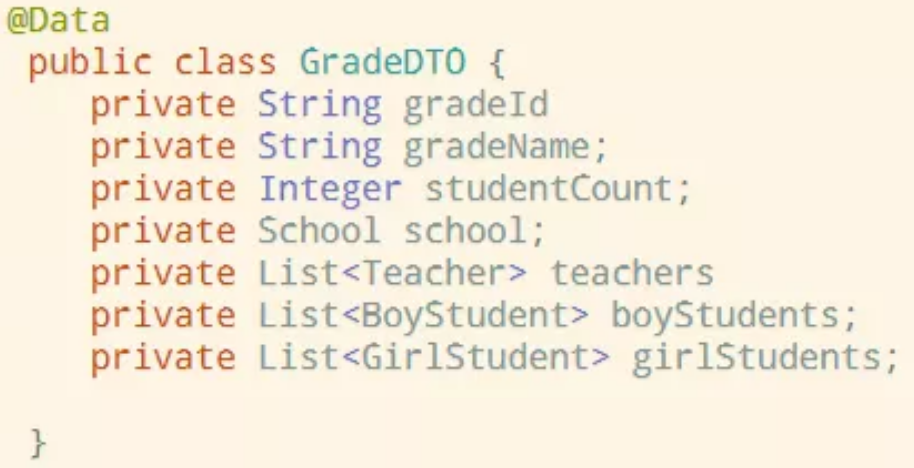 @Data
public class GradeDTO {
private String gradeId
private String gradeName;
private Integer studentCount;
private School school;
private List<Teacher> teachers
private List<BoyStudent> boyStudents;
private List<GirlStudent> girlStudents;
}